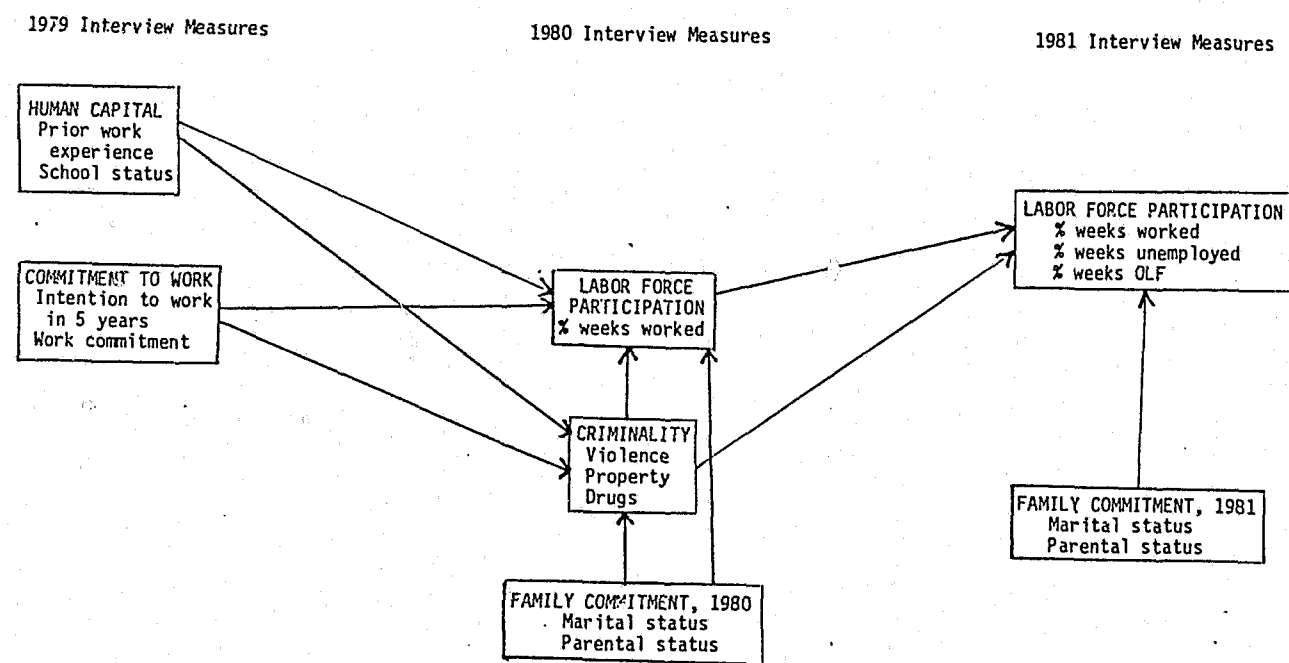 1979 Interview Measures
1980 Interview Measures
1981 Interview Measures
HUMAN CAPITAL
Prior work
experience
School status
COMMITMENT TO WORK
Intention to work
in 5 years
Work commitment
LABOR FORCE
PARTICIPATION
% weeks worked
CRIMINALITY
Violence
Property
Drugs
FAMILY COMMITMENT, 1980
Marital status
Parental status
LABOR FORCE PARTICIPATION
% weeks worked
% weeks unemployed
% weeks OLF
FAMILY COMMITMENT, 1981
Marital status
Parental status